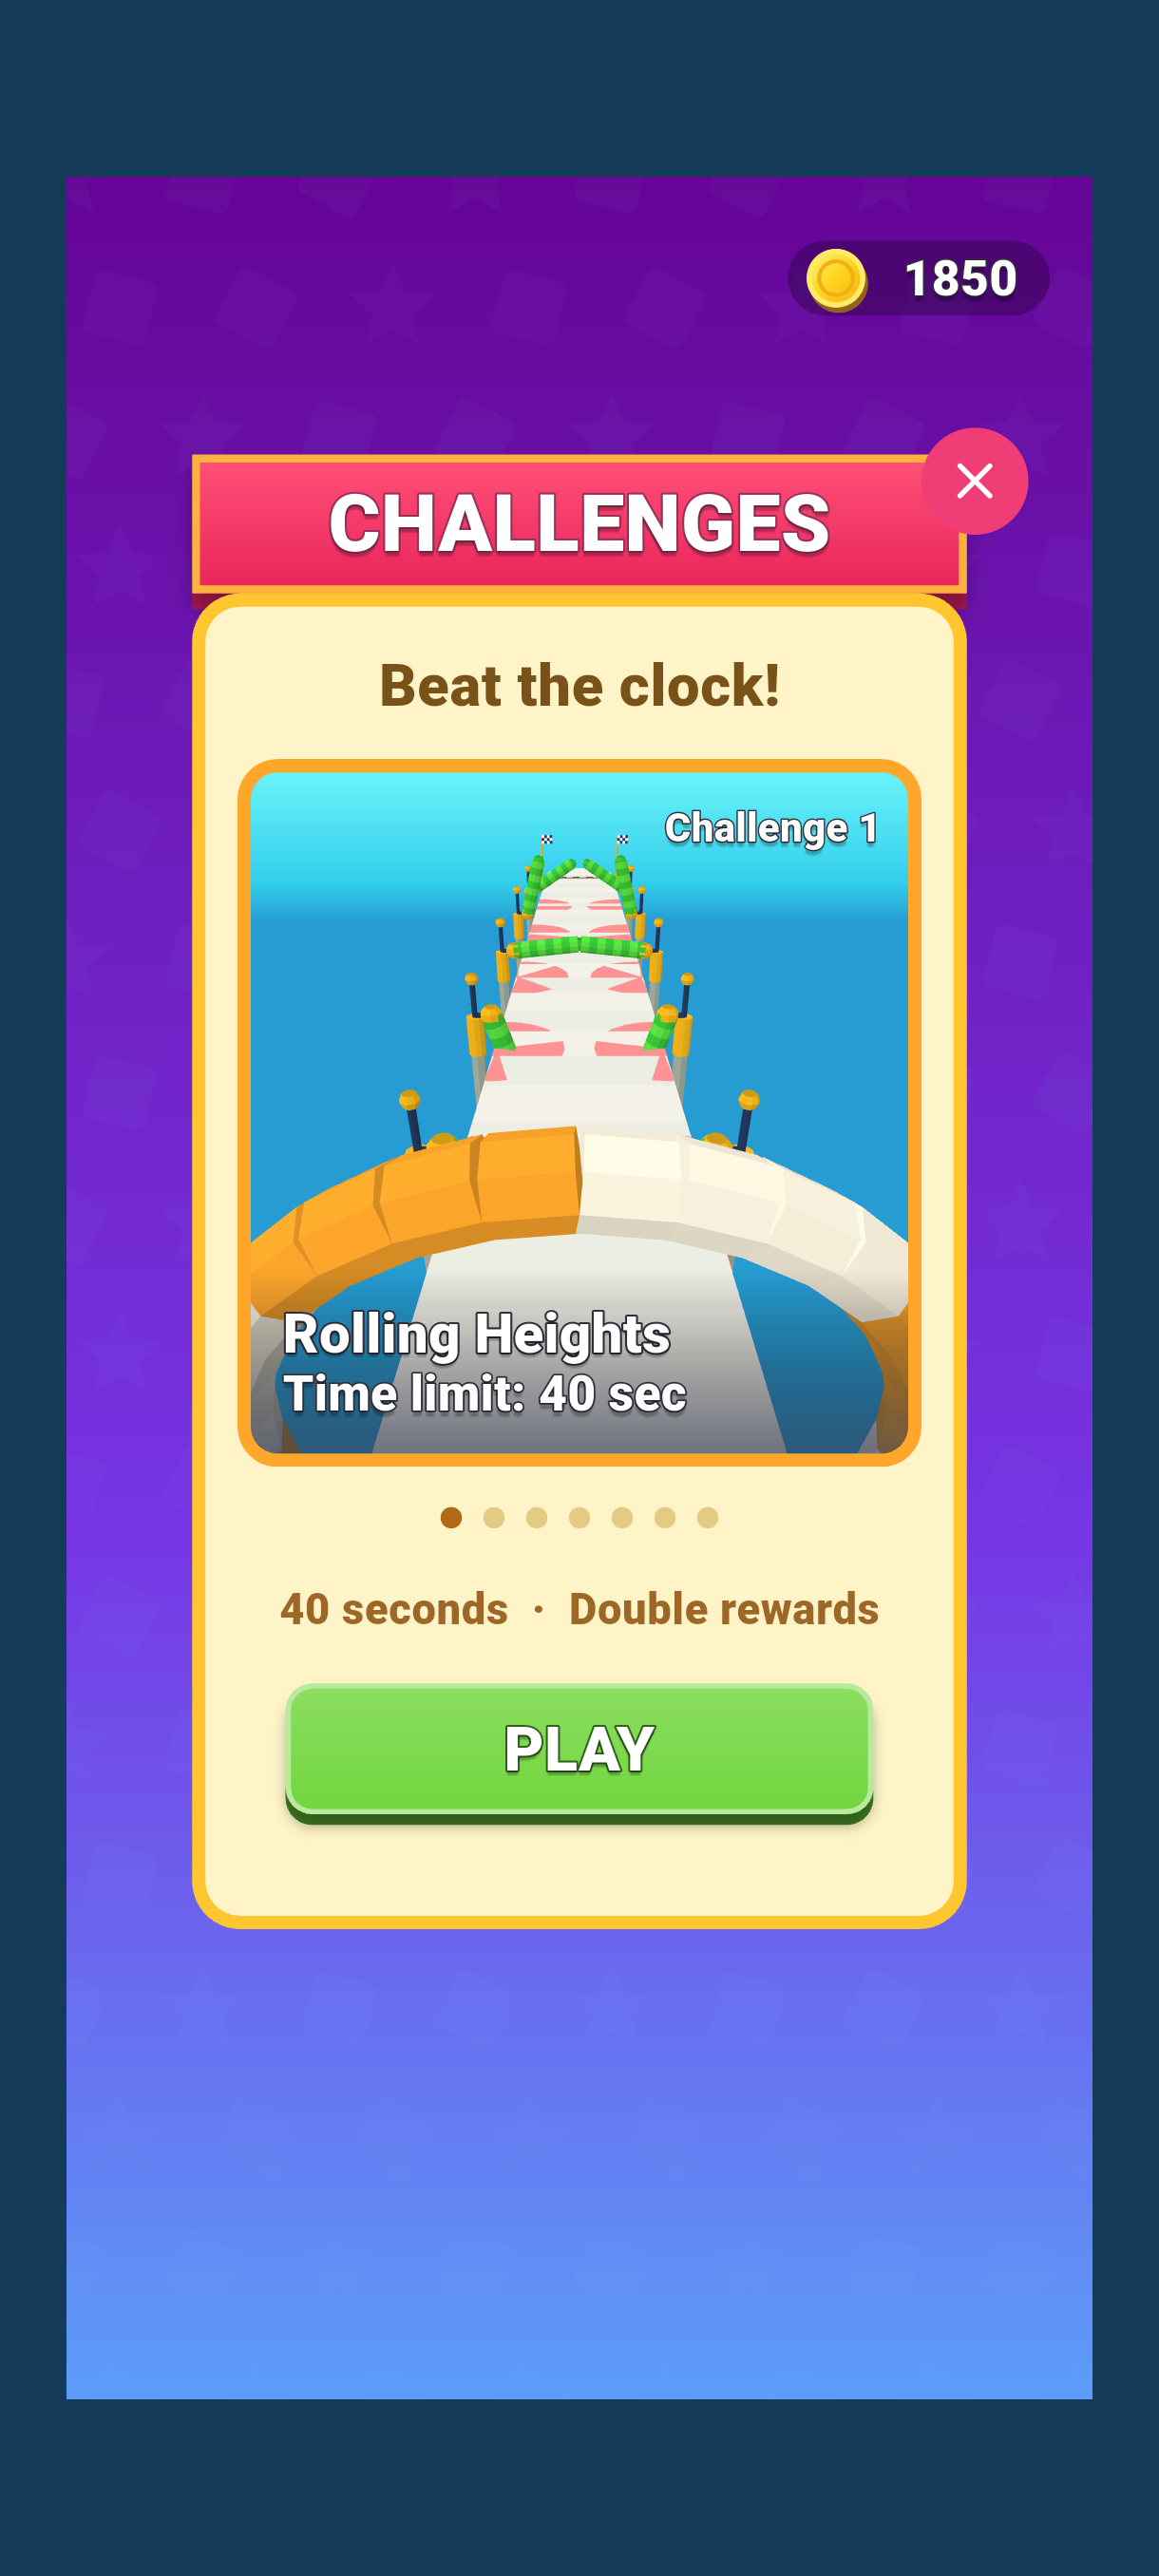 1850
CHALLENGES
Beat the clock!
Challenge 1
Rolling Heights
Time limit: 40 sec
40 seconds · Double rewards
PLAY